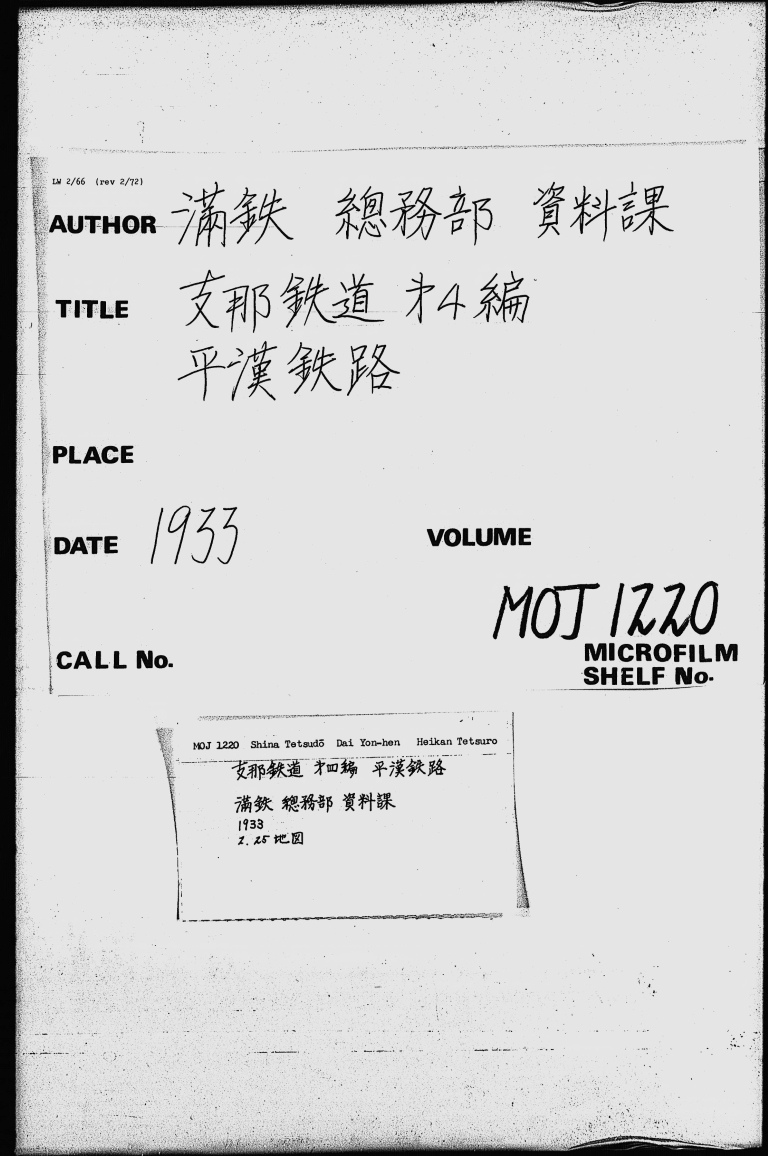 LW 2/66 (rev 2/72)
AUTHOR 満鉄 總務部 資料課
TITLE 支那鉄道 才4編
平漢鉄路
PLACE
DATE 1933
VOLUME
MOJ 1220
CALL No.
MICROFILM
SHELF No.
MOJ 1220 Shina Tetsudō Dai Yon-hen Heikan Tetsuro
支那鉄道 才四編 平漢鉄路
満鉄 總務部 資料課
1933
2. 25 地図